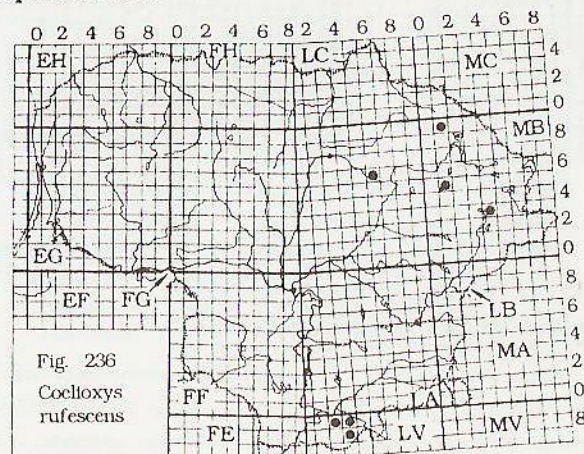 0 2 4 6 8 0 2 4 6 8 2 4 6 8 0 2 4 6 8
EH FH LC MC 4
2
0
MB
6
4
2
EG 0
EF FG 8
LB 6
Fig. 236 MA 4
Coelioxys 2
rufescens FF LA 0
FE LV MV 8